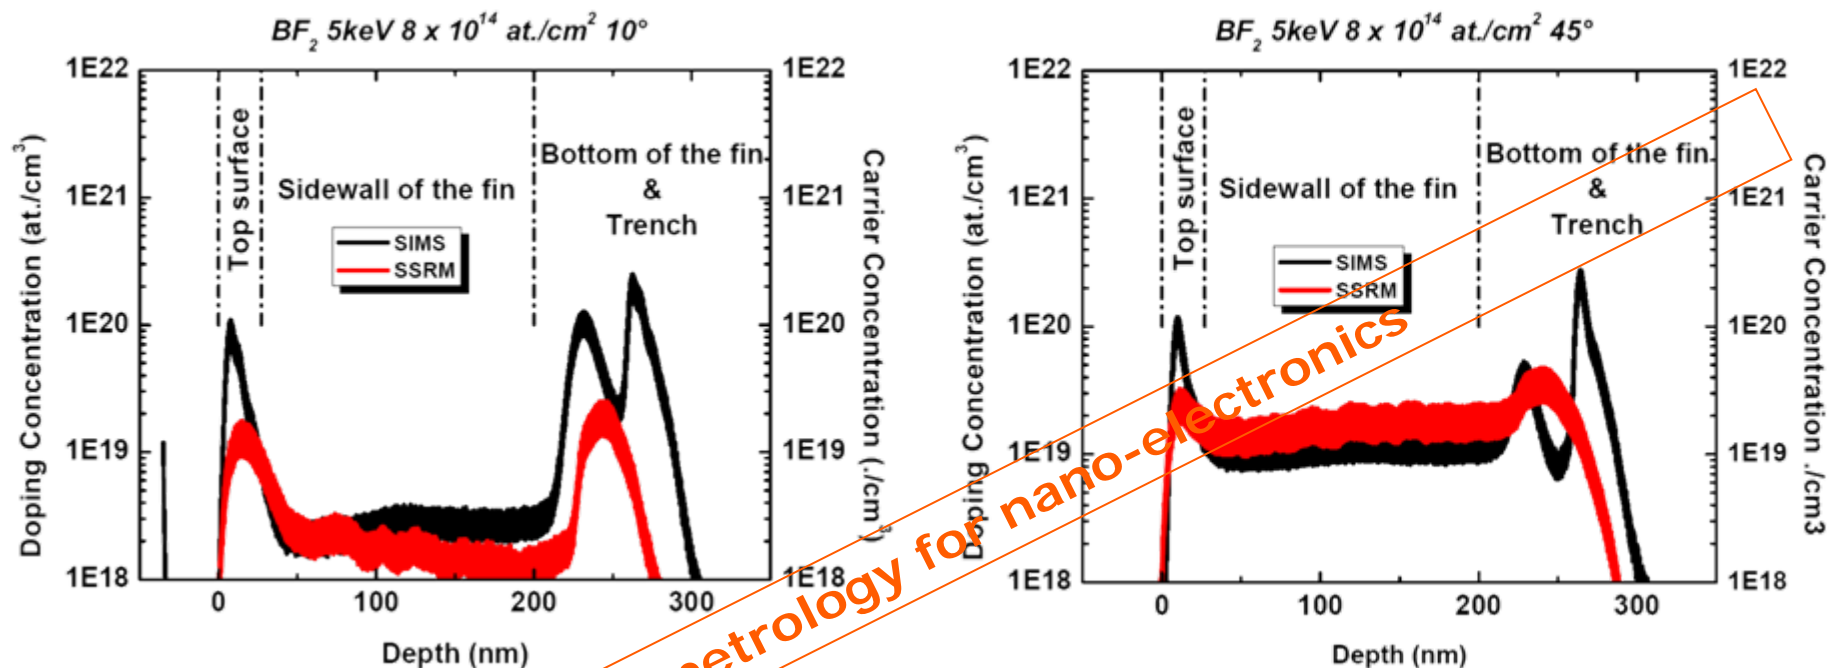 BF2 5keV 8 x 10^14 at./cm^2 10°
1E22
1E21
1E20
1E19
1E18
1E22
1E21
1E20
1E19
1E18
Doping Concentration (at./cm^3)
Carrier Concentration (./cm^3)
Top surface
Sidewall of the fin
Bottom of the fin
&
Trench
SIMS
SSRM
0 100 200 300
Depth (nm)
BF2 5keV 8 x 10^14 at./cm^2 45°
1E22
1E21
1E20
1E19
1E18
1E22
1E21
1E20
1E19
1E18
Doping Concentration (at./cm^3)
Carrier Concentration ./cm3
Top surface
Sidewall of the fin
Bottom of the fin
&
Trench
SIMS
SSRM
0 100 200 300
Depth (nm)
etrology for nano-electronics